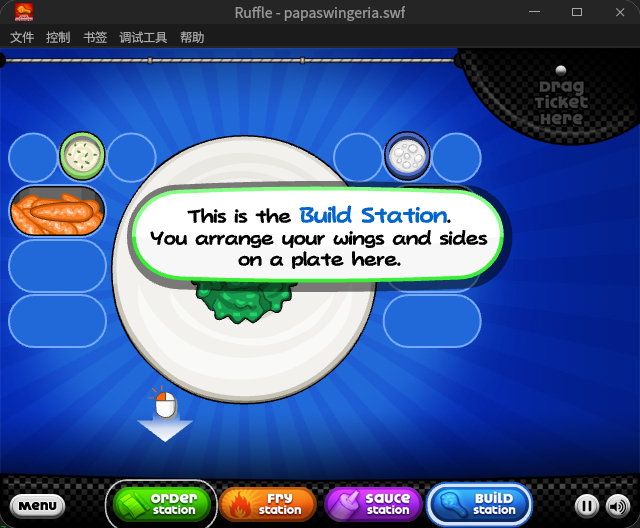 Ruffle - papaswingeria.swf
文件 控制 书签 调试工具 帮助
Drag
Ticket
Here
This is the Build Station.
You arrange your wings and sides
on a plate here.
MENU
ORDER
station
FRY
station
SAUCE
station
BUILD
station